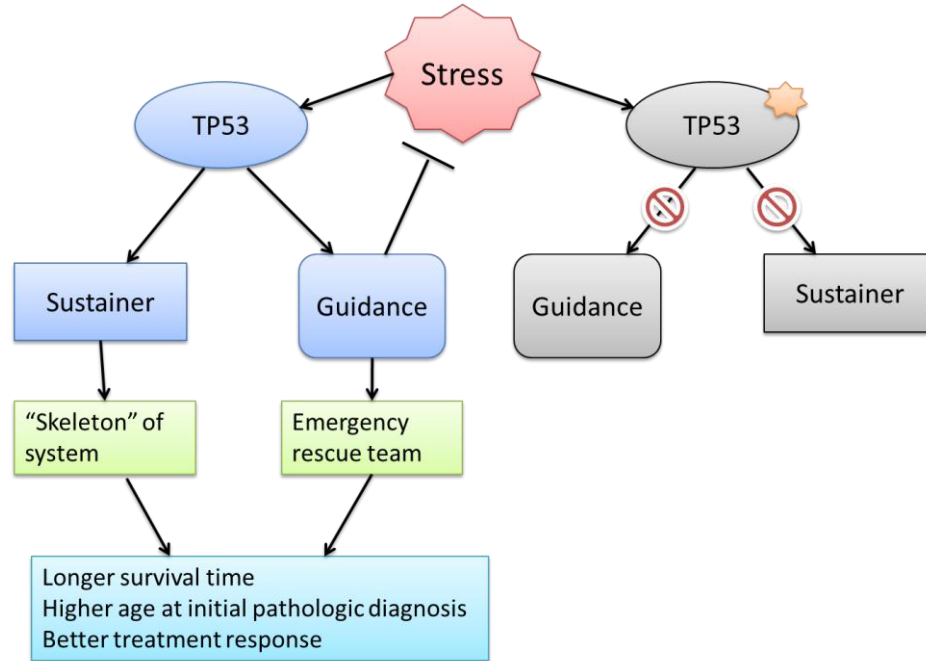 Stress
TP53
TP53
Sustainer
Guidance
Guidance
Sustainer
“Skeleton” of
system
Emergency
rescue team
Longer survival time
Higher age at initial pathologic diagnosis
Better treatment response